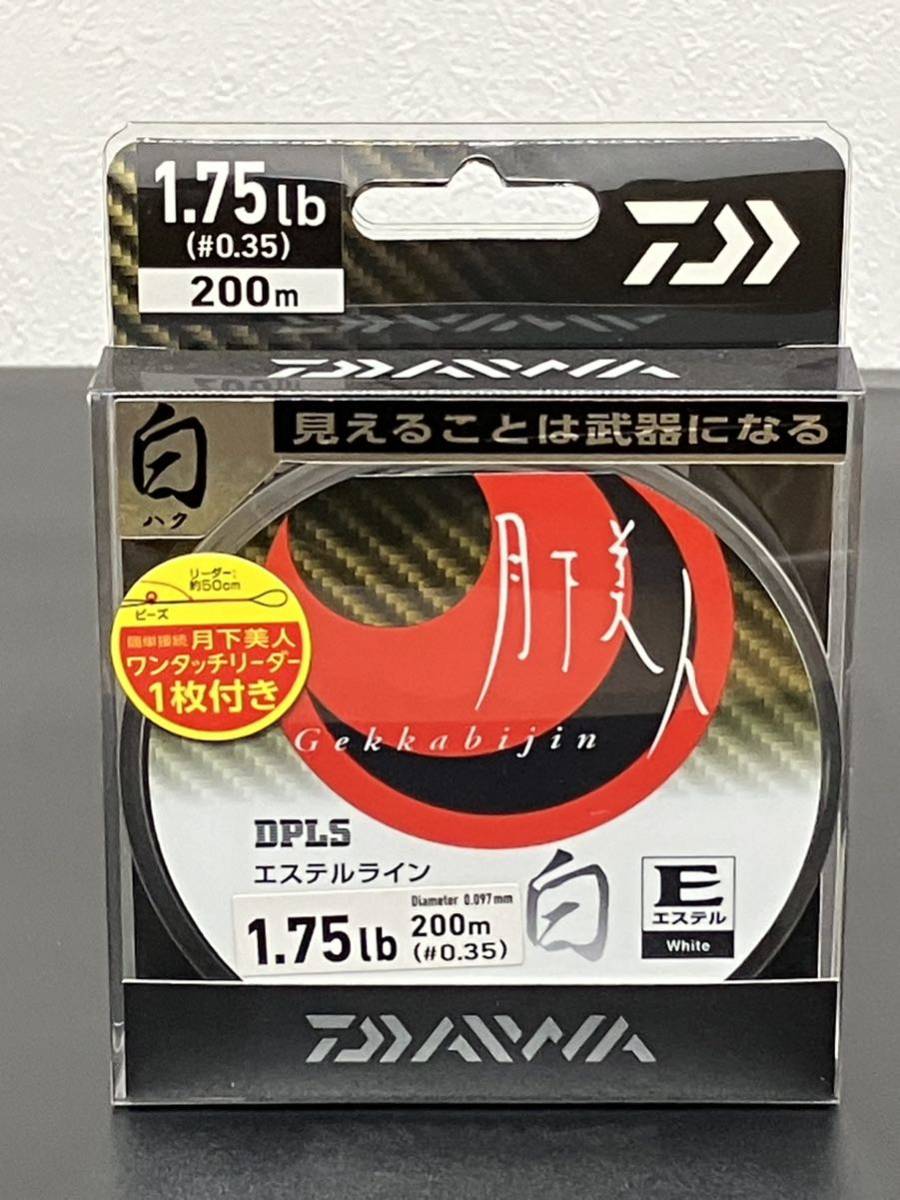 1.75lb
(#0.35)
200m
DAIWA
白
ハク
見えることは武器になる
リーダー:
約50cm
ビーズ
簡単接続 月下美人
ワンタッチリーダー
1枚付き
月下美人
Gekkabijin
DPLS
エステルライン
白
Diameter 0.097mm
1.75lb
200m
(#0.35)
E
エステル
White
DAIWA